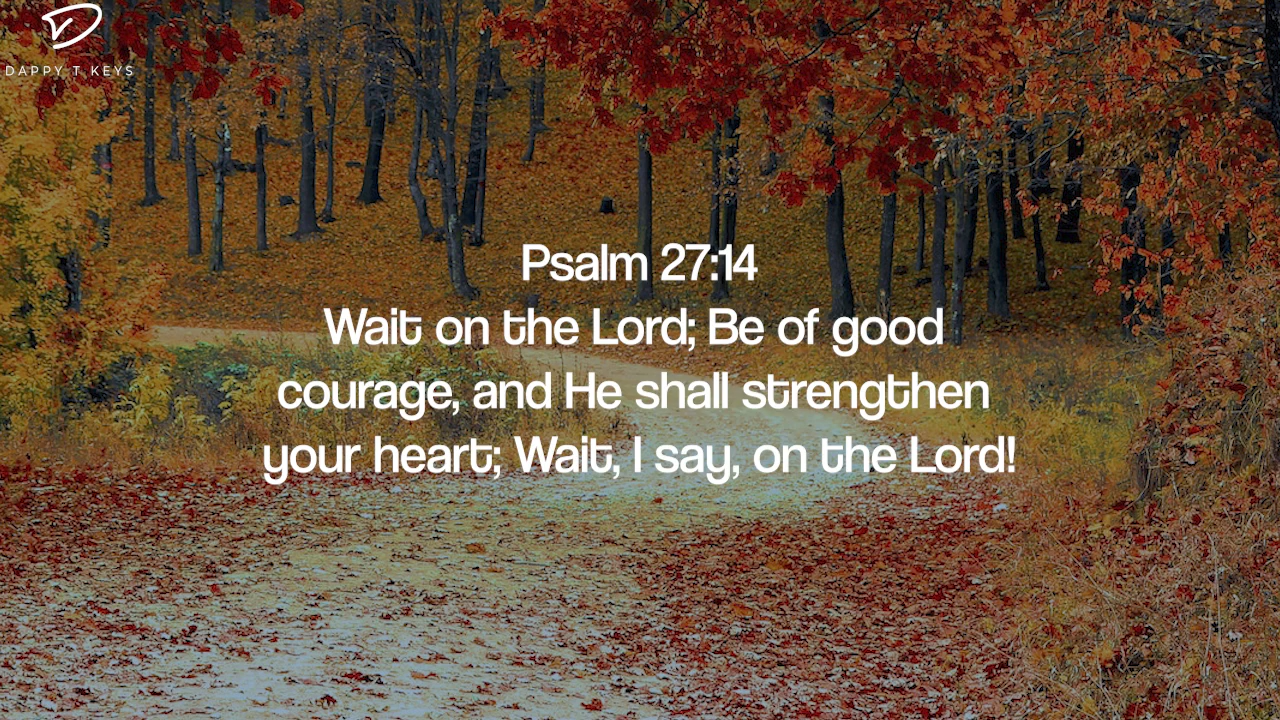 DAPPY T KEYS
Psalm 27:14
Wait on the Lord; Be of good
courage, and He shall strengthen
your heart; Wait, I say, on the Lord!